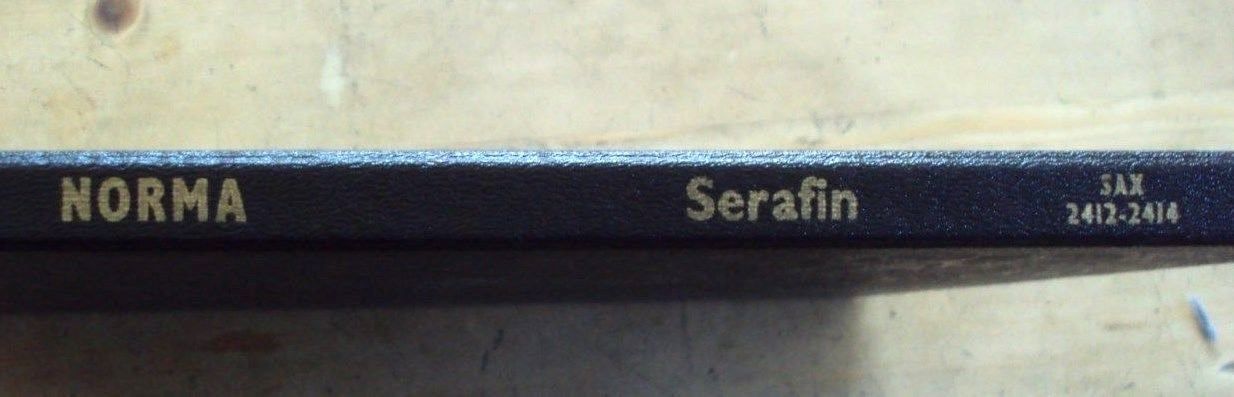 NORMA
Serafin
SAX
2412-2414